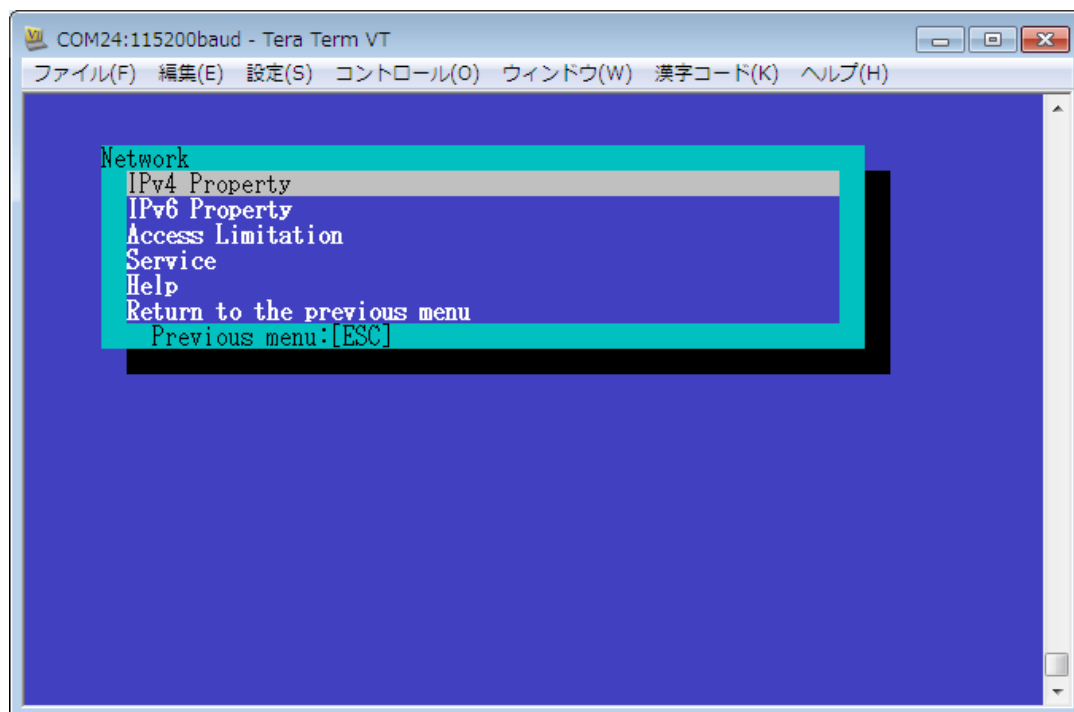 COM24:115200baud - Tera Term VT
ファイル(F) 編集(E) 設定(S) コントロール(O) ウィンドウ(W) 漢字コード(K) ヘルプ(H)
Network
IPv4 Property
IPv6 Property
Access Limitation
Service
Help
Return to the previous menu
Previous menu:[ESC]